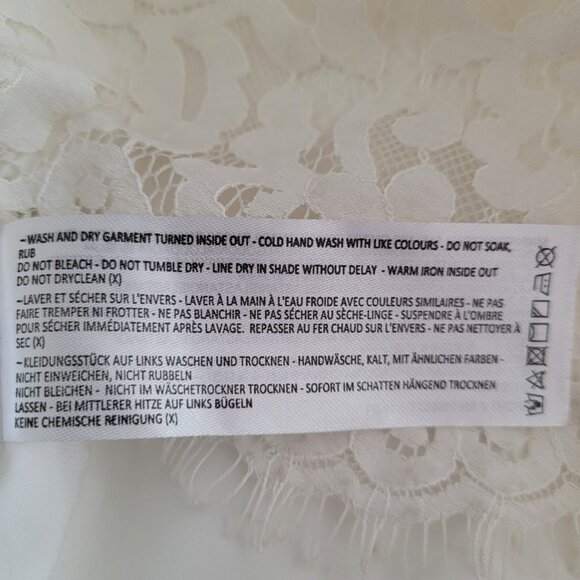 ~WASH AND DRY GARMENT TURNED INSIDE OUT - COLD HAND WASH WITH LIKE COLOURS - DO NOT SOAK,
RUB
DO NOT BLEACH - DO NOT TUMBLE DRY - LINE DRY IN SHADE WITHOUT DELAY - WARM IRON INSIDE OUT
DO NOT DRYCLEAN (X)
~LAVER ET SÉCHER SUR L'ENVERS - LAVER À LA MAIN À L'EAU FROIDE AVEC COULEURS SIMILAIRES - NE PAS
FAIRE TREMPER NI FROTTER - NE PAS BLANCHIR - NE PAS SÉCHER AU SÈCHE-LINGE - SUSPENDRE À L'OMBRE
POUR SÉCHER IMMÉDIATEMENT APRÈS LAVAGE. REPASSER AU FER CHAUD SUR L'ENVERS - NE PAS NETTOYER À
SEC (X)
~KLEIDUNGSSTÜCK AUF LINKS WASCHEN UND TROCKNEN - HANDWÄSCHE, KALT, MIT ÄHNLICHEN FARBEN -
NICHT EINWEICHEN, NICHT RUBBELN
NICHT BLEICHEN - NICHT IM WÄSCHETROCKNER TROCKNEN - SOFORT IM SCHATTEN HÄNGEND TROCKNEN
LASSEN - BEI MITTLERER HITZE AUF LINKS BÜGELN
KEINE CHEMISCHE REINIGUNG (X)